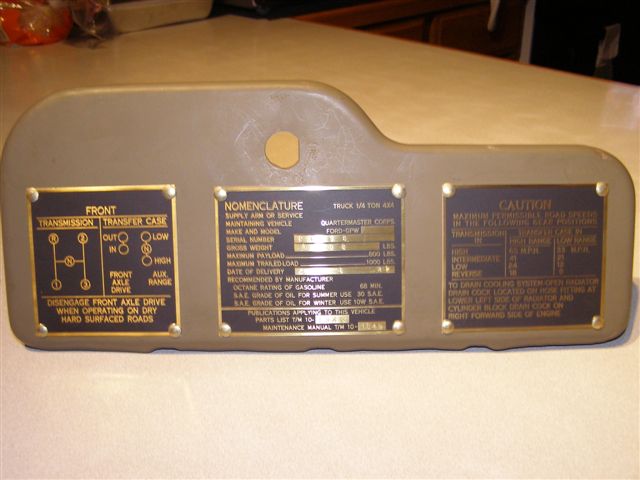 FRONT
TRANSMISSION TRANSFER CASE
R 2 OUT LOW
N IN N
HIGH
1 3 FRONT AXLE DRIVE AUX. RANGE
DISENGAGE FRONT AXLE DRIVE
WHEN OPERATING ON DRY
HARD SURFACED ROADS
NOMENCLATURE TRUCK 1/4 TON 4X4
SUPPLY ARM OR SERVICE
MAINTAINING VEHICLE QUARTERMASTER CORPS.
MAKE AND MODEL FORD-GPW
SERIAL NUMBER
GROSS WEIGHT LBS.
MAXIMUM PAYLOAD 800 LBS.
MAXIMUM TRAILED LOAD 1000 LBS.
DATE OF DELIVERY
RECOMMENDED BY MANUFACTURER
OCTANE RATING OF GASOLINE 68 MIN.
S.A.E. GRADE OF OIL FOR SUMMER USE 30 S.A.E.
S.A.E. GRADE OF OIL FOR WINTER USE 10W S.A.E.
PUBLICATIONS APPLYING TO THIS VEHICLE
PARTS LIST T/M 10-
MAINTENANCE MANUAL T/M 10-
CAUTION
MAXIMUM PERMISSIBLE ROAD SPEEDS
IN THE FOLLOWING GEAR POSITIONS
TRANSMISSION TRANSFER CASE IN
IN HIGH RANGE LOW RANGE
HIGH 65 M.P.H. M.P.H.
INTERMEDIATE 41 21
LOW 24
REVERSE 18
TO DRAIN COOLING SYSTEM-OPEN RADIATOR
DRAIN COCK LOCATED ON HOSE FITTING AT
LOWER LEFT SIDE OF RADIATOR AND
CYLINDER BLOCK DRAIN COCK ON
RIGHT FORWARD SIDE OF ENGINE.